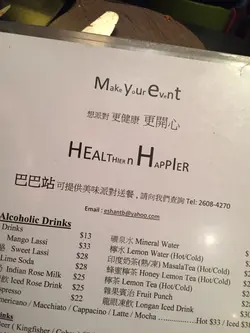 Make your event
想派對 更健康 更開心
HEALTHIER n HAPPIER
巴巴站 可提供美味派對送餐, 請向我們查詢 Tel: 2608-4270
Email : eshantb@yahoo.com
Alcoholic Drinks
Drinks $13
Mango Lassi $33
Sweet Lassi $28
Lime Soda $28
Indian Rose Milk $25
Iced Rose Drink $25
$22
Americano / Macchiato / Cappuccino / Latte / Mocha
Hot $33 / Iced
礦泉水 Mineral Water
檸水 Lemon Water (Hot/Cold)
印度奶茶(熱/凍) MasalaTea (Hot/Cold)
蜂蜜檸茶 Honey Lemon Tea (Hot/Cold)
檸茶 Lemon Tea (Hot/Cold)
雜果賓治 Fruit Punch
龍眼凍飲 Longan Iced Drink